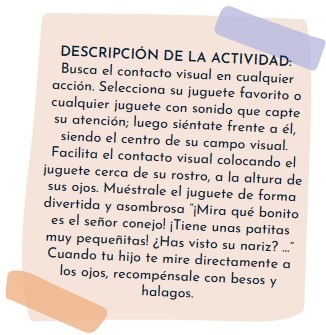 DESCRIPCIÓN DE LA ACTIVIDAD:
Busca el contacto visual en cualquier
acción. Selecciona su juguete favorito o
cualquier juguete con sonido que capte
su atención; luego siéntate frente a él,
siendo el centro de su campo visual.
Facilita el contacto visual colocando el
juguete cerca de su rostro, a la altura de
sus ojos. Muéstrale el juguete de forma
divertida y asombrosa "¡Mira qué bonito
es el señor conejo! ¡Tiene unas patitas
muy pequeñitas! ¿Has visto su nariz? ..."
Cuando tu hijo te mire directamente a
los ojos, recompénsale con besos y
halagos.